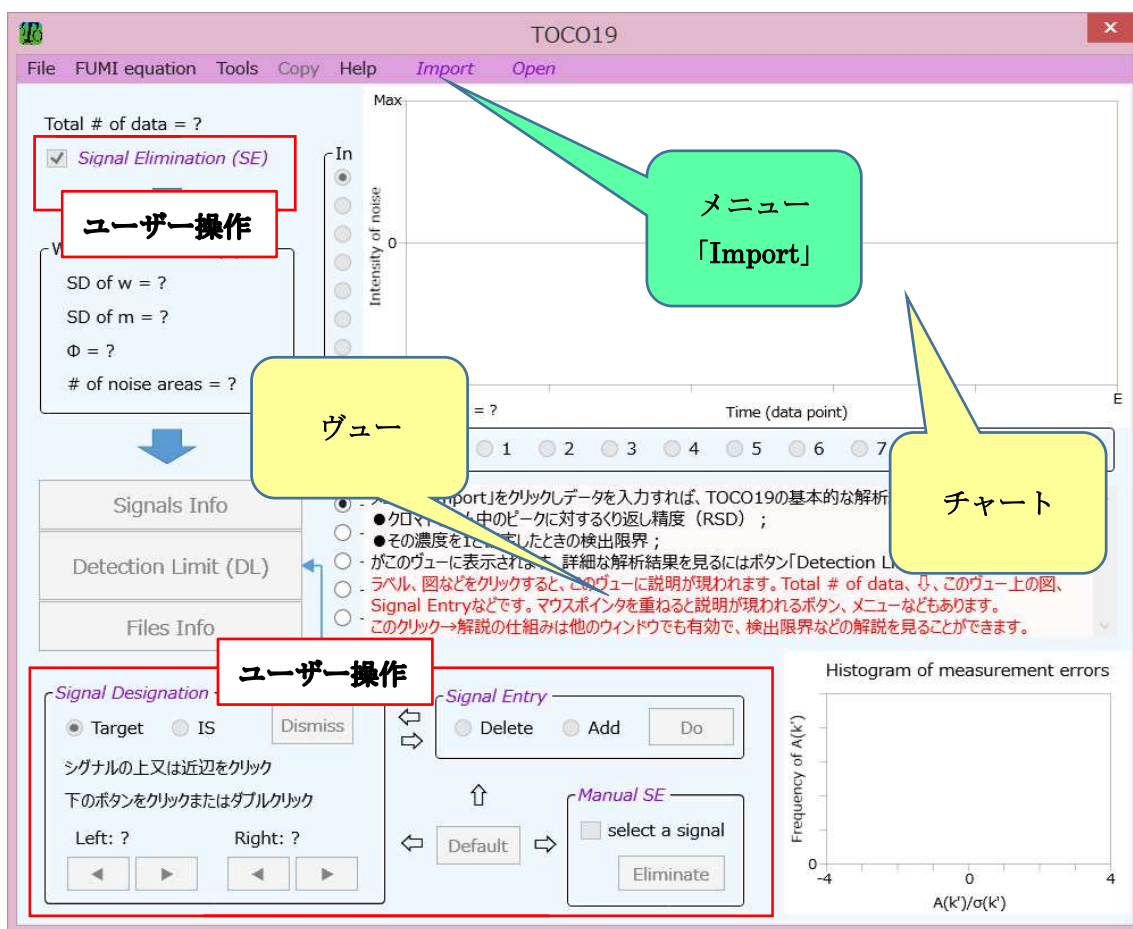 TOCO19
×
File FUMI equation Tools Copy Help Import Open
Total # of data = ?
Signal Elimination (SE)
ユーザー操作
W
SD of w = ?
SD of m = ?
Φ = ?
# of noise areas = ?
In
Max
0
Intensity of noise
= ?
Time (data point)
E
1 2 3 4 5 6 7
メニュー
「Import」
ヴュー
チャート
Signals Info
Detection Limit (DL)
Files Info
mport」をクリックしデータを入力すれば、TOCO19の基本的な解析
●クロマトグラム中のピークに対するくり返し精度（RSD）；
●その濃度を1と設定したときの検出限界；
がこのヴューに表示されます。詳細な解析結果を見るにはボタン「Detection Li
ラベル、図などをクリックすると、このヴューに説明が現われます。Total # of data、⇩、このヴュー上の図、
Signal Entryなどです。マウスポインタを重ねると説明が現われるボタン、メニューなどもあります。
このクリック→解説の仕組みは他のウィンドウでも有効で、検出限界などの解説を見ることができます。
ユーザー操作
Signal Designation
Target IS Dismiss
シグナルの上又は近辺をクリック
下のボタンをクリックまたはダブルクリック
Left: ? Right: ?
◄ ► ◄ ►
Signal Entry
Delete Add Do
Default
Manual SE
select a signal
Eliminate
Histogram of measurement errors
Frequency of A(k')
0
-4 0 4
A(k')/σ(k')